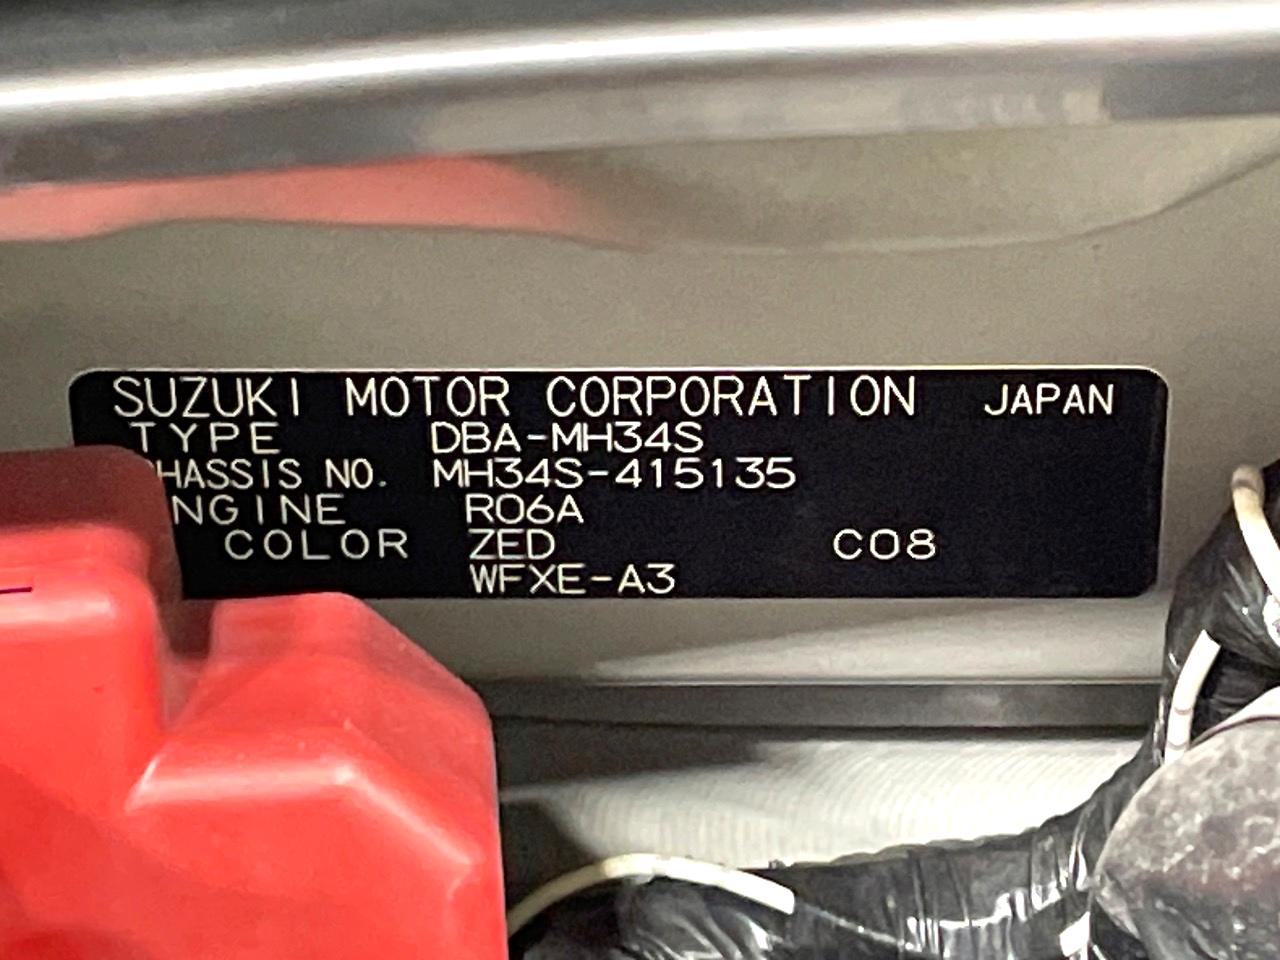 SUZUKI MOTOR CORPORATION JAPAN
TYPE DBA-MH34S
HASSIS NO. MH34S-415135
NGINE R06A
COLOR ZED C08
WFXE-A3